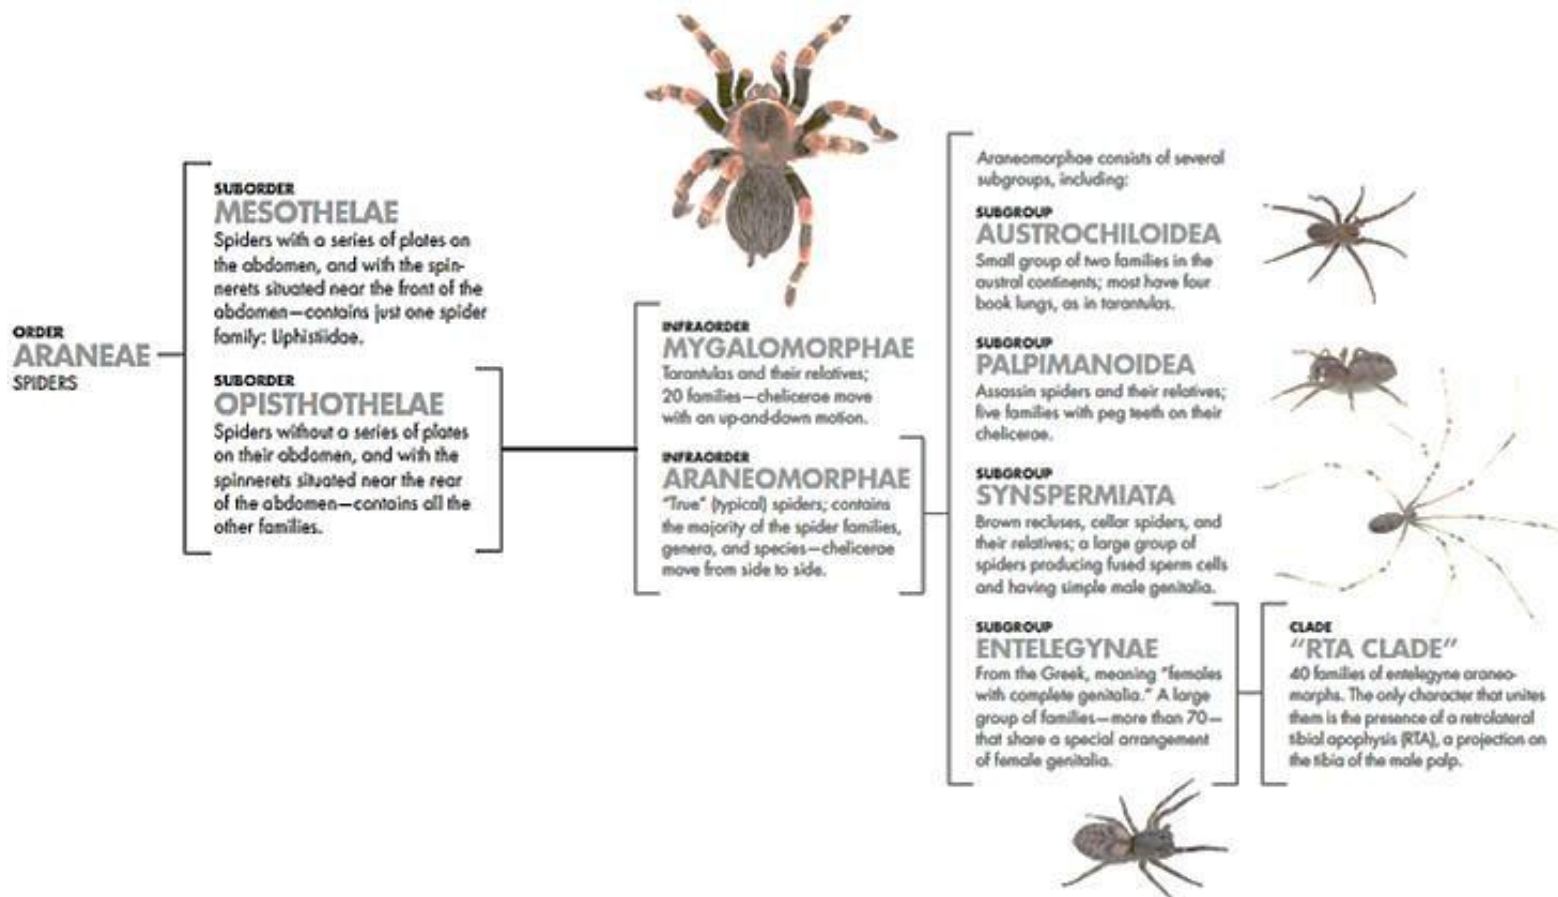 ORDER
ARANEAE
SPIDERS
SUBORDER
MESOTHELAE
Spiders with a series of plates on
the abdomen, and with the spin-
nerets situated near the front of the
abdomen—contains just one spider
family: Liphistiidae.
SUBORDER
OPISTHOTHELAE
Spiders without a series of plates
on their abdomen, and with the
spinnerets situated near the rear
of the abdomen—contains all the
other families.
INFRAORDER
MYGALOMORPHAE
Tarantulas and their relatives;
20 families—chelicerae move
with an up-and-down motion.
INFRAORDER
ARANEOMORPHAE
“True” (typical) spiders; contains
the majority of the spider families,
genera, and species—chelicerae
move from side to side.
Araneomorphae consists of several
subgroups, including:
SUBGROUP
AUSTROCHILOIDEA
Small group of two families in the
austral continents; most have four
book lungs, as in tarantulas.
SUBGROUP
PALPIMANOIDEA
Assassin spiders and their relatives;
five families with peg teeth on their
chelicerae.
SUBGROUP
SYNSPERMIATA
Brown recluses, cellar spiders, and
their relatives; a large group of
spiders producing fused sperm cells
and having simple male genitalia.
SUBGROUP
ENTELEGYNAE
From the Greek, meaning “females
with complete genitalia.” A large
group of families—more than 70—
that share a special arrangement
of female genitalia.
CLADE
“RTA CLADE”
40 families of entelegyne araneo-
morphs. The only character that unites
them is the presence of a retrolateral
tibial apophysis (RTA), a projection on
the tibia of the male palp.